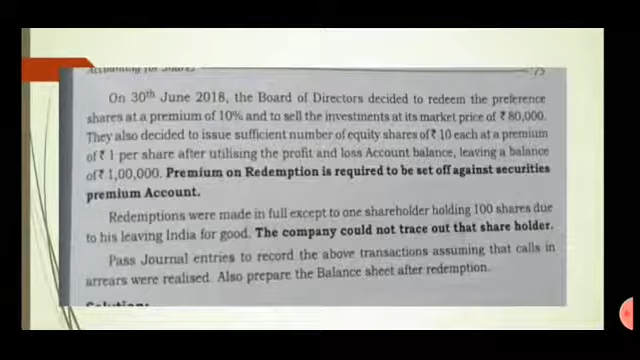 Accounting for Shares 75
On 30th June 2018, the Board of Directors decided to redeem the preference
shares at a premium of 10% and to sell the investments at its market price of ₹ 80,000.
They also decided to issue sufficient number of equity shares of ₹ 10 each at a premium
of ₹ 1 per share after utilising the profit and loss Account balance, leaving a balance
of ₹ 1,00,000. Premium on Redemption is required to be set off against securities
premium Account.
Redemptions were made in full except to one shareholder holding 100 shares due
to his leaving India for good. The company could not trace out that share holder.
Pass Journal entries to record the above transactions assuming that calls in
arrears were realised. Also prepare the Balance sheet after redemption.
Solution: